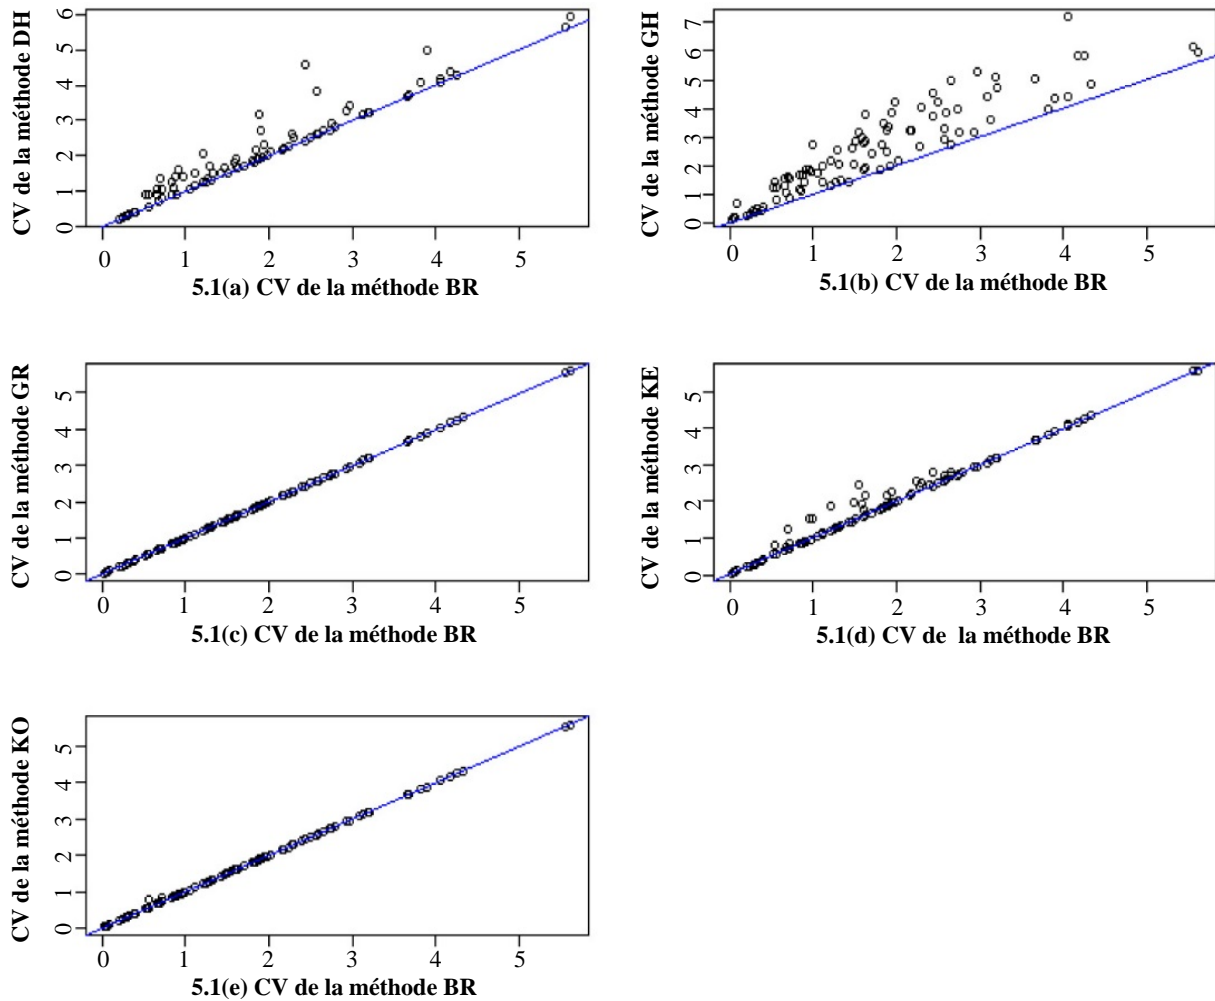 CV de la méthode DH
0 1 2 3 4 5 6
0 1 2 3 4 5
5.1(a) CV de la méthode BR
CV de la méthode GH
0 1 2 3 4 5 6 7
0 1 2 3 4 5
5.1(b) CV de la méthode BR
CV de la méthode GR
0 1 2 3 4 5
0 1 2 3 4 5
5.1(c) CV de la méthode BR
CV de la méthode KE
0 1 2 3 4 5
0 1 2 3 4 5
5.1(d) CV de la méthode BR
CV de la méthode KO
0 1 2 3 4 5
0 1 2 3 4 5
5.1(e) CV de la méthode BR